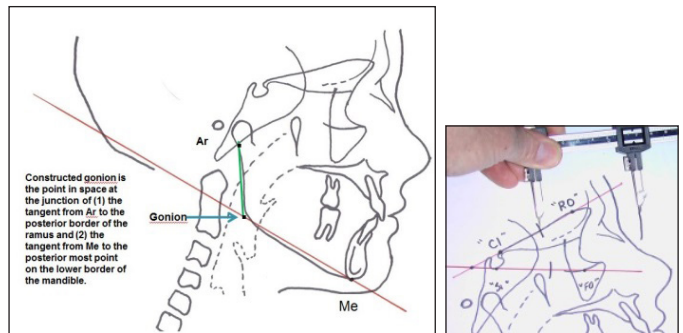 Ar
Constructed gonion is
the point in space at
the junction of (1) the
tangent from Ar to the
posterior border of the
ramus and (2) the
tangent from Me to the
posterior most point
on the lower border of
the mandible.
Gonion
Me
"RO"
"CI"
"FO"